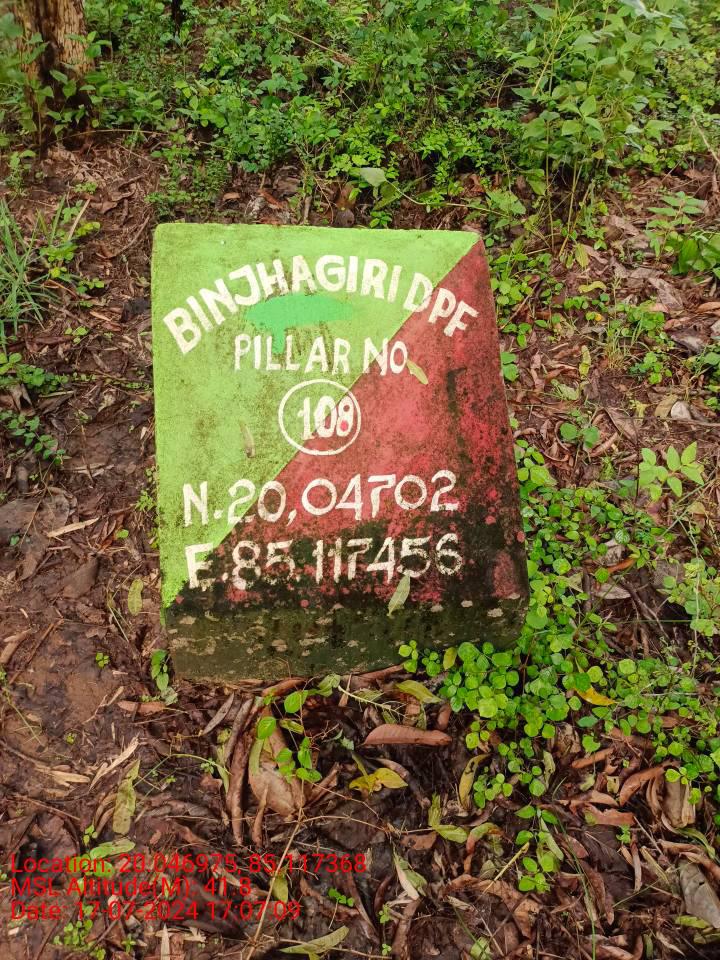 BINJHAGIRI DPF
PILLAR NO
108
N.20,04702
E.85.117456
Location: 20.046975, 85.117368
MSL Altitude(M): 41.8
Date: 17-07-2024 17:07:09